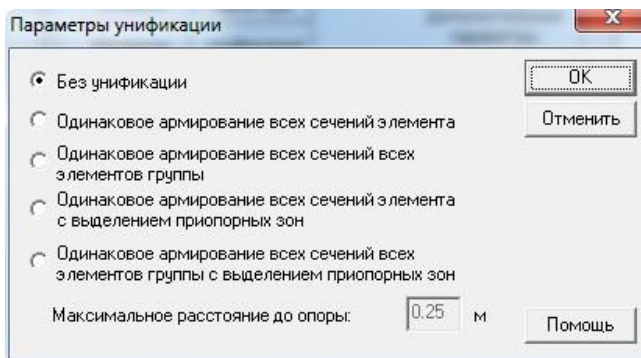 Параметры унификации
Без унификации
OK
Одинаковое армирование всех сечений элемента
Отменить
Одинаковое армирование всех сечений всех
элементов группы
Одинаковое армирование всех сечений элемента
с выделением приопорных зон
Одинаковое армирование всех сечений всех
элементов группы с выделением приопорных зон
Максимальное расстояние до опоры: 0.25 м
Помощь